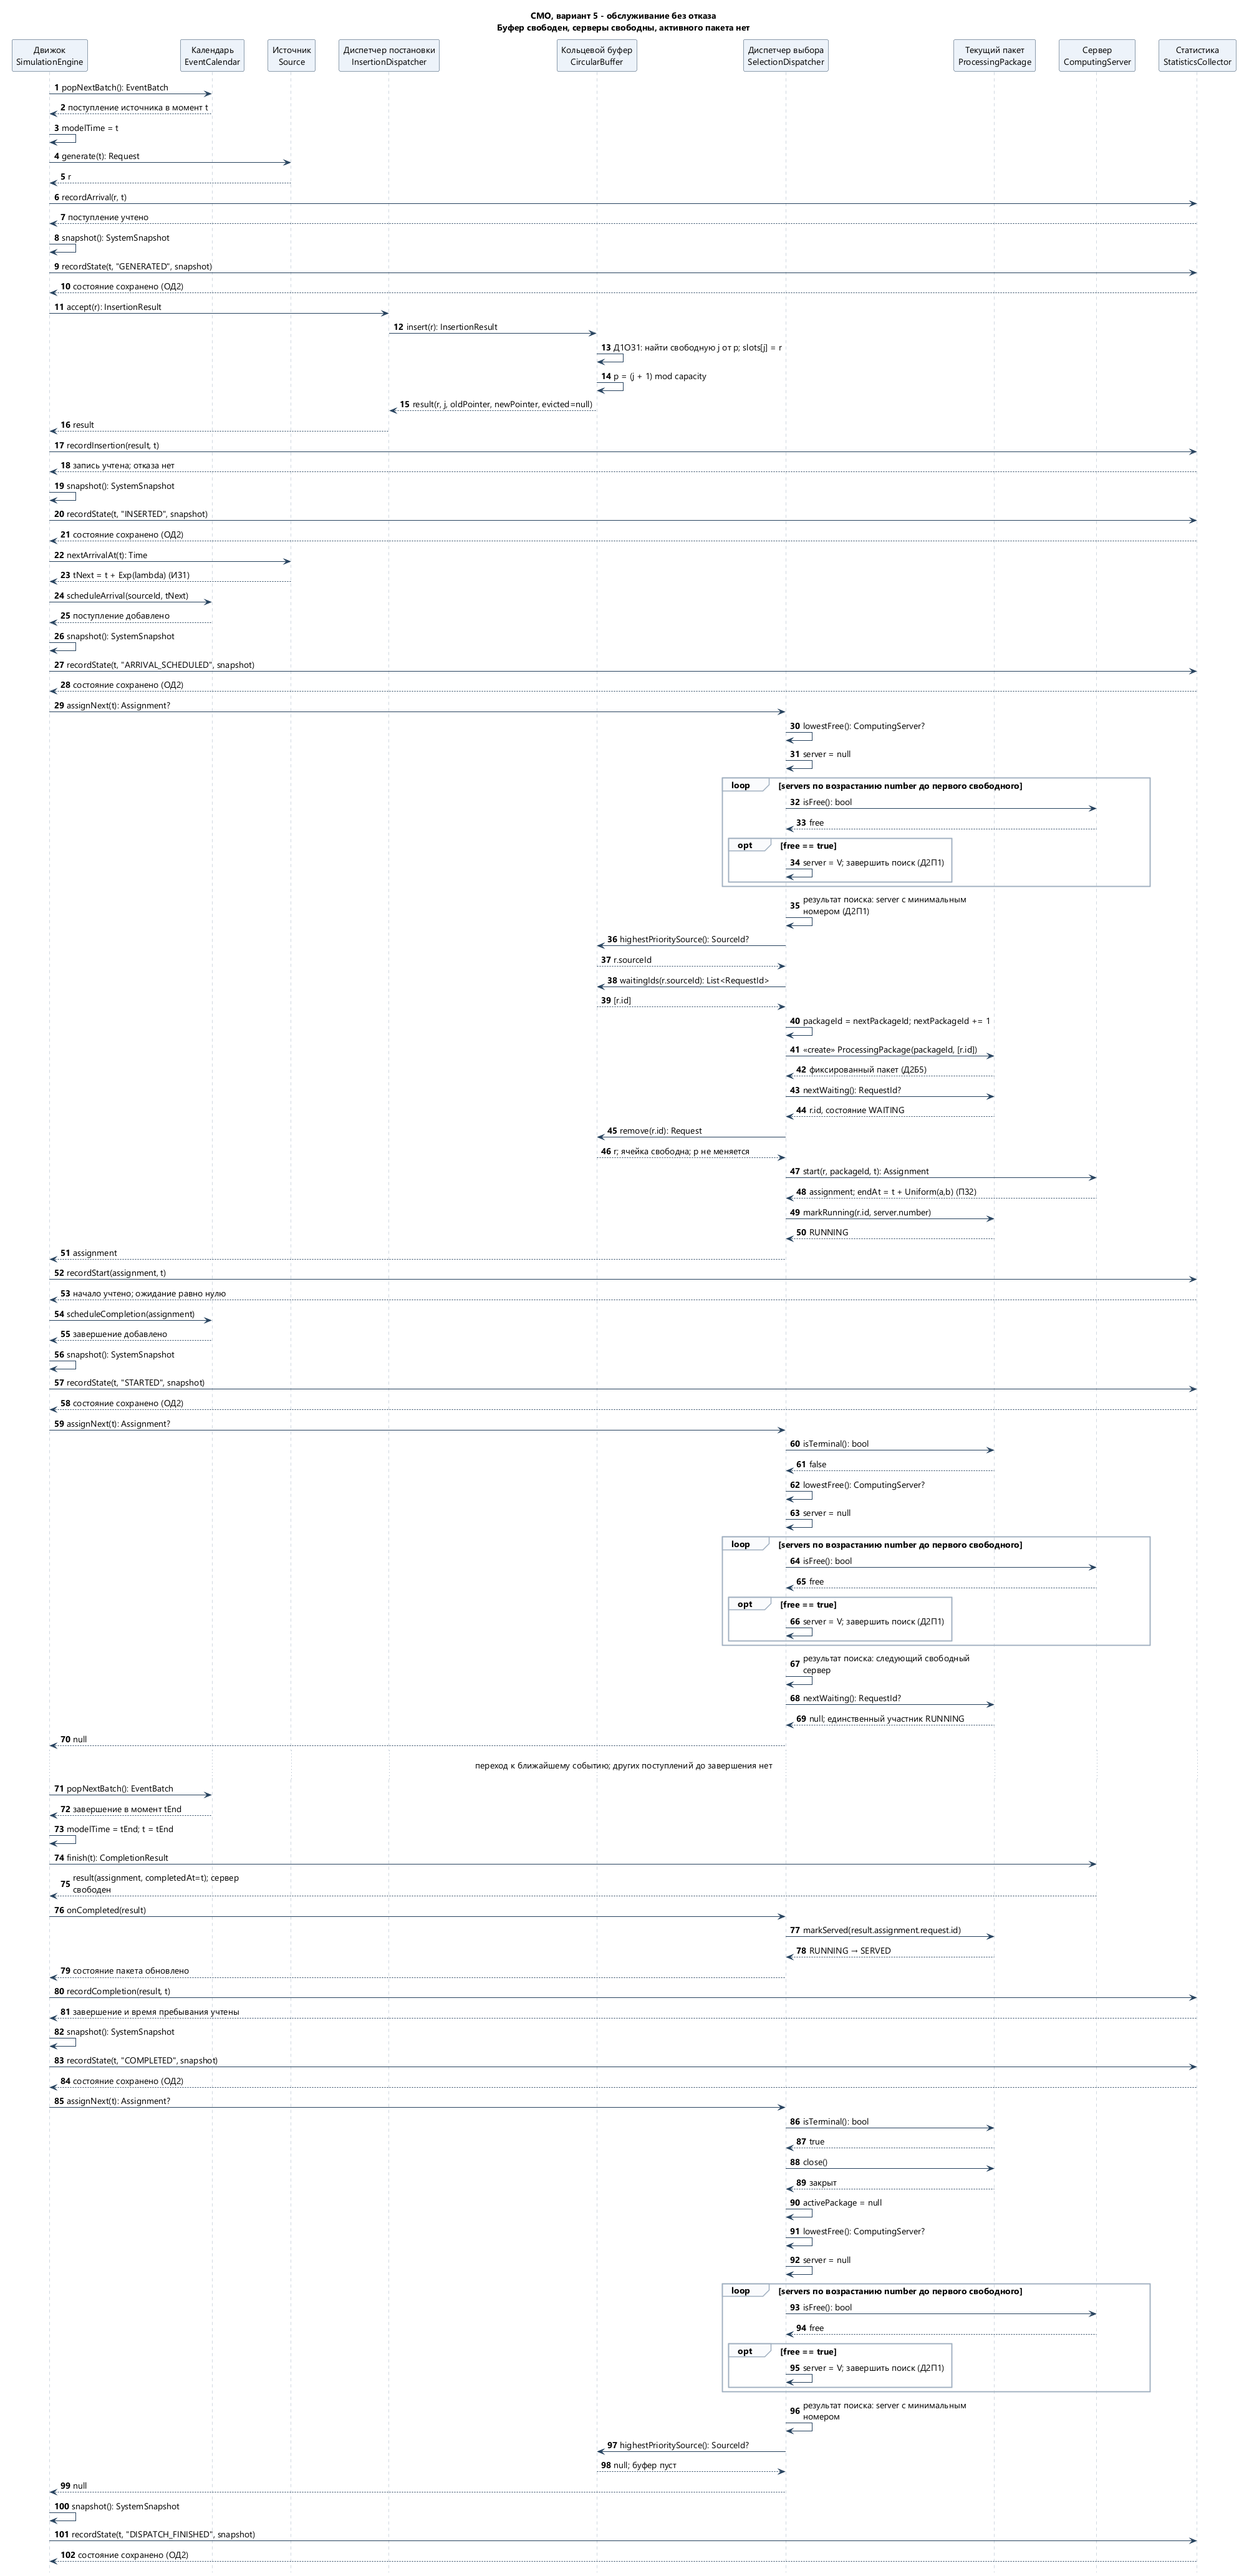 СМО, вариант 5 - обслуживание без отказа
Буфер свободен, серверы свободны, активного пакета нет
Движок
SimulationEngine
Календарь
EventCalendar
Источник
Source
Диспетчер постановки
InsertionDispatcher
Кольцевой буфер
CircularBuffer
Диспетчер выбора
SelectionDispatcher
Текущий пакет
ProcessingPackage
Сервер
ComputingServer
Статистика
StatisticsCollector
1 popNextBatch(): EventBatch
2 поступление источника в момент t
3 modelTime = t
4 generate(t): Request
5 r
6 recordArrival(r, t)
7 поступление учтено
8 snapshot(): SystemSnapshot
9 recordState(t, "GENERATED", snapshot)
10 состояние сохранено (ОД2)
11 accept(r): InsertionResult
12 insert(r): InsertionResult
13 Д1ОЗ1: найти свободную j от p; slots[j] = r
14 p = (j + 1) mod capacity
15 result(r, j, oldPointer, newPointer, evicted=null)
16 result
17 recordInsertion(result, t)
18 запись учтена; отказа нет
19 snapshot(): SystemSnapshot
20 recordState(t, "INSERTED", snapshot)
21 состояние сохранено (ОД2)
22 nextArrivalAt(t): Time
23 tNext = t + Exp(lambda) (ИЗ1)
24 scheduleArrival(sourceId, tNext)
25 поступление добавлено
26 snapshot(): SystemSnapshot
27 recordState(t, "ARRIVAL_SCHEDULED", snapshot)
28 состояние сохранено (ОД2)
29 assignNext(t): Assignment?
30 lowestFree(): ComputingServer?
31 server = null
loop [servers по возрастанию number до первого свободного]
32 isFree(): bool
33 free
opt [free == true]
34 server = V; завершить поиск (Д2П1)
35 результат поиска: server с минимальным
номером (Д2П1)
36 highestPrioritySource(): SourceId?
37 r.sourceId
38 waitingIds(r.sourceId): List<RequestId>
39 [r.id]
40 packageId = nextPackageId; nextPackageId += 1
41 «create» ProcessingPackage(packageId, [r.id])
42 фиксированный пакет (Д2Б5)
43 nextWaiting(): RequestId?
44 r.id, состояние WAITING
45 remove(r.id): Request
46 r; ячейка свободна; p не меняется
47 start(r, packageId, t): Assignment
48 assignment; endAt = t + Uniform(a,b) (ПЗ2)
49 markRunning(r.id, server.number)
50 RUNNING
51 assignment
52 recordStart(assignment, t)
53 начало учтено; ожидание равно нулю
54 scheduleCompletion(assignment)
55 завершение добавлено
56 snapshot(): SystemSnapshot
57 recordState(t, "STARTED", snapshot)
58 состояние сохранено (ОД2)
59 assignNext(t): Assignment?
60 isTerminal(): bool
61 false
62 lowestFree(): ComputingServer?
63 server = null
loop [servers по возрастанию number до первого свободного]
64 isFree(): bool
65 free
opt [free == true]
66 server = V; завершить поиск (Д2П1)
67 результат поиска: следующий свободный
сервер
68 nextWaiting(): RequestId?
69 null; единственный участник RUNNING
70 null
переход к ближайшему событию; других поступлений до завершения нет
71 popNextBatch(): EventBatch
72 завершение в момент tEnd
73 modelTime = tEnd; t = tEnd
74 finish(t): CompletionResult
75 result(assignment, completedAt=t); сервер
свободен
76 onCompleted(result)
77 markServed(result.assignment.request.id)
78 RUNNING → SERVED
79 состояние пакета обновлено
80 recordCompletion(result, t)
81 завершение и время пребывания учтены
82 snapshot(): SystemSnapshot
83 recordState(t, "COMPLETED", snapshot)
84 состояние сохранено (ОД2)
85 assignNext(t): Assignment?
86 isTerminal(): bool
87 true
88 close()
89 закрыт
90 activePackage = null
91 lowestFree(): ComputingServer?
92 server = null
loop [servers по возрастанию number до первого свободного]
93 isFree(): bool
94 free
opt [free == true]
95 server = V; завершить поиск (Д2П1)
96 результат поиска: server с минимальным
номером
97 highestPrioritySource(): SourceId?
98 null; буфер пуст
99 null
100 snapshot(): SystemSnapshot
101 recordState(t, "DISPATCH_FINISHED", snapshot)
102 состояние сохранено (ОД2)